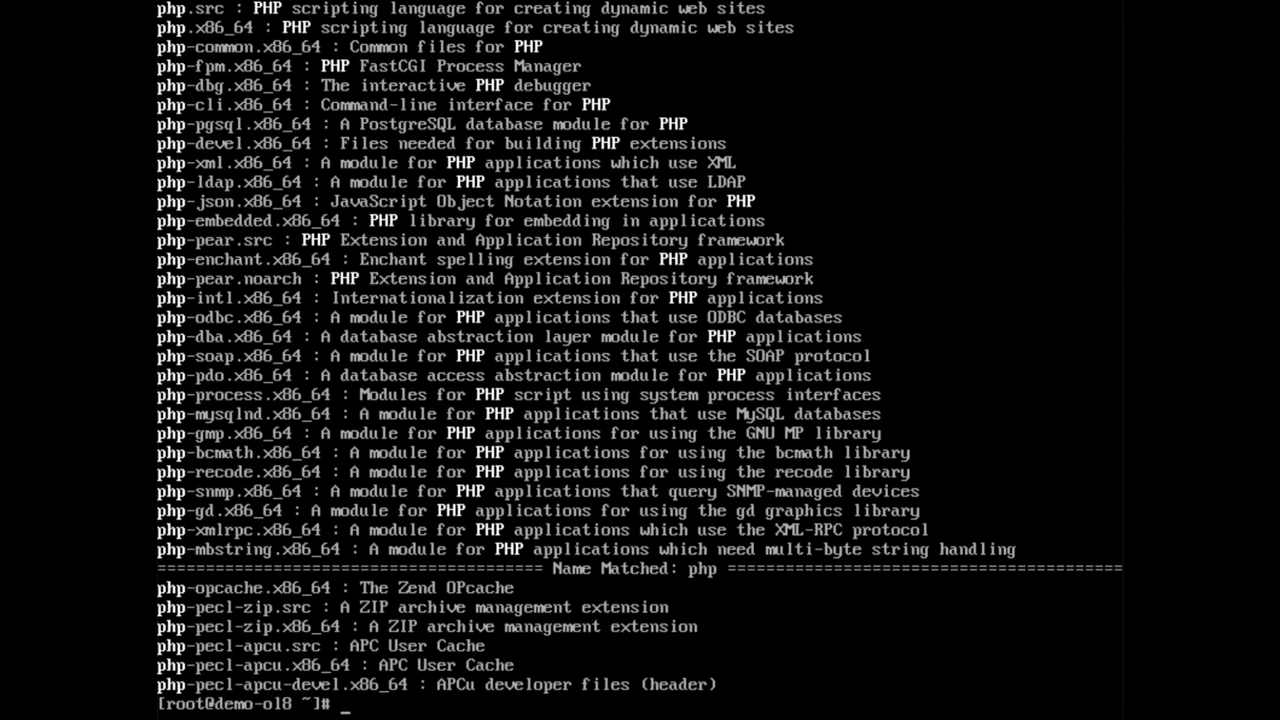 php.src : PHP scripting language for creating dynamic web sites
php.x86_64 : PHP scripting language for creating dynamic web sites
php-common.x86_64 : Common files for PHP
php-fpm.x86_64 : PHP FastCGI Process Manager
php-dbg.x86_64 : The interactive PHP debugger
php-cli.x86_64 : Command-line interface for PHP
php-pgsql.x86_64 : A PostgreSQL database module for PHP
php-devel.x86_64 : Files needed for building PHP extensions
php-xml.x86_64 : A module for PHP applications which use XML
php-ldap.x86_64 : A module for PHP applications that use LDAP
php-json.x86_64 : JavaScript Object Notation extension for PHP
php-embedded.x86_64 : PHP library for embedding in applications
php-pear.src : PHP Extension and Application Repository framework
php-enchant.x86_64 : Enchant spelling extension for PHP applications
php-pear.noarch : PHP Extension and Application Repository framework
php-intl.x86_64 : Internationalization extension for PHP applications
php-odbc.x86_64 : A module for PHP applications that use ODBC databases
php-dba.x86_64 : A database abstraction layer module for PHP applications
php-soap.x86_64 : A module for PHP applications that use the SOAP protocol
php-pdo.x86_64 : A database access abstraction module for PHP applications
php-process.x86_64 : Modules for PHP script using system process interfaces
php-mysqlnd.x86_64 : A module for PHP applications that use MySQL databases
php-gmp.x86_64 : A module for PHP applications for using the GNU MP library
php-bcmath.x86_64 : A module for PHP applications for using the bcmath library
php-recode.x86_64 : A module for PHP applications for using the recode library
php-snmp.x86_64 : A module for PHP applications that query SNMP-managed devices
php-gd.x86_64 : A module for PHP applications for using the gd graphics library
php-xmlrpc.x86_64 : A module for PHP applications which use the XML-RPC protocol
php-mbstring.x86_64 : A module for PHP applications which need multi-byte string handling
======================================== Name Matched: php =========================================
php-opcache.x86_64 : The Zend OPcache
php-pecl-zip.src : A ZIP archive management extension
php-pecl-zip.x86_64 : A ZIP archive management extension
php-pecl-apcu.src : APC User Cache
php-pecl-apcu.x86_64 : APC User Cache
php-pecl-apcu-devel.x86_64 : APCu developer files (header)
[root@demo-ol8 ~]# _